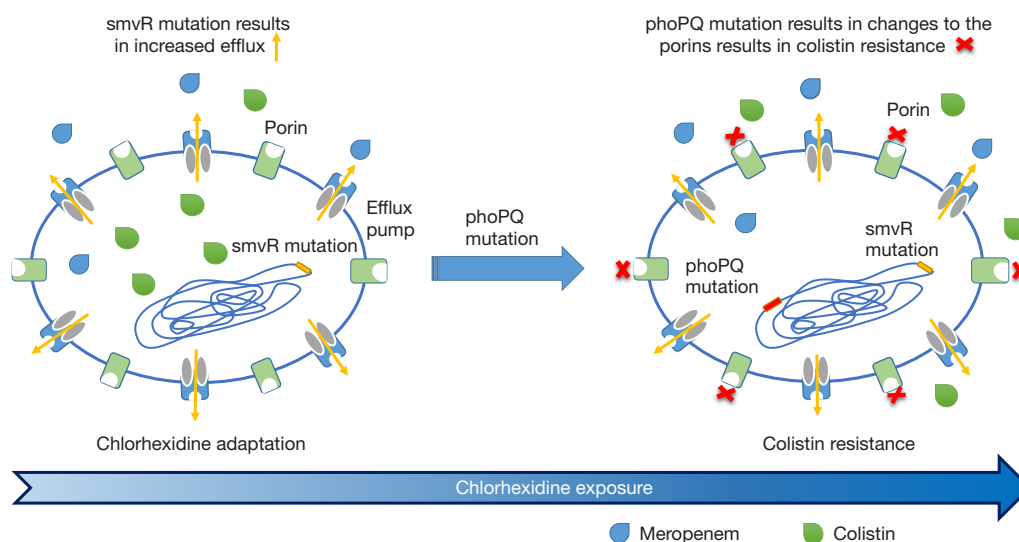 smvR mutation results
in increased efflux
phoPQ mutation results in changes to the
porins results in colistin resistance
Porin
Efflux
pump
smvR mutation
phoPQ
mutation
Porin
smvR
mutation
phoPQ
mutation
Chlorhexidine adaptation
Colistin resistance
Chlorhexidine exposure
Meropenem
Colistin